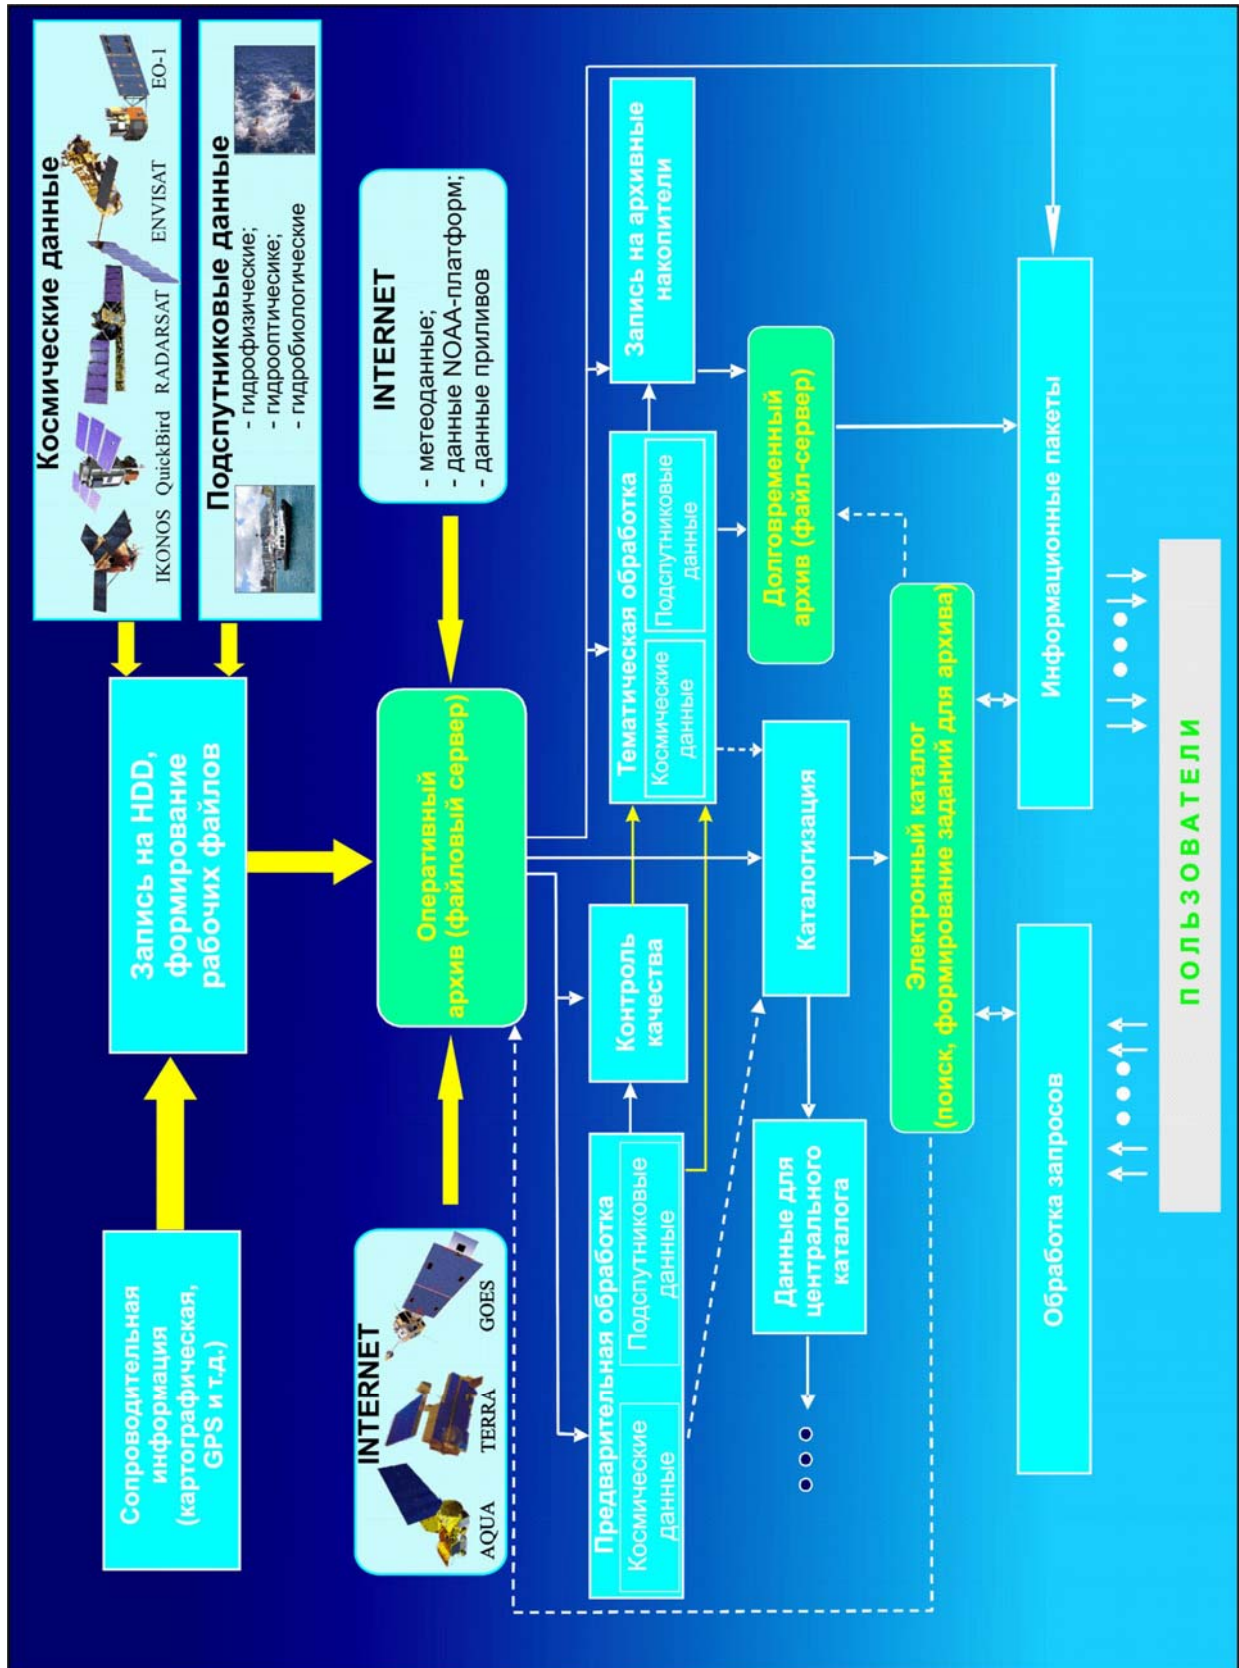 Космические данные
IKONOS QuickBird RADARSAT ENVISAT EO-1
Подспутниковые данные
- гидрофизические;
- гидрооптичесике;
- гидробиологические
Сопроводительная
информация
(картографическая,
GPS и т.д.)
Запись на HDD,
формирование
рабочих файлов
INTERNET
AQUA TERRA GOES
Оперативный
архив (файловый сервер)
INTERNET
- метеоданные;
- данные NOAA-платформ;
- данные приливов
Предварительная обработка
Космические
данные
Подспутниковые
данные
Контроль
качества
Тематическая обработка
Космические
данные
Подспутниковые
данные
Запись на архивные
накопители
Данные для
центрального
каталога
Каталогизация
Долговременный
архив (файл-сервер)
Электронный каталог
(поиск, формирование заданий для архива)
Обработка запросов
Информационные пакеты
ПОЛЬЗОВАТЕЛИ